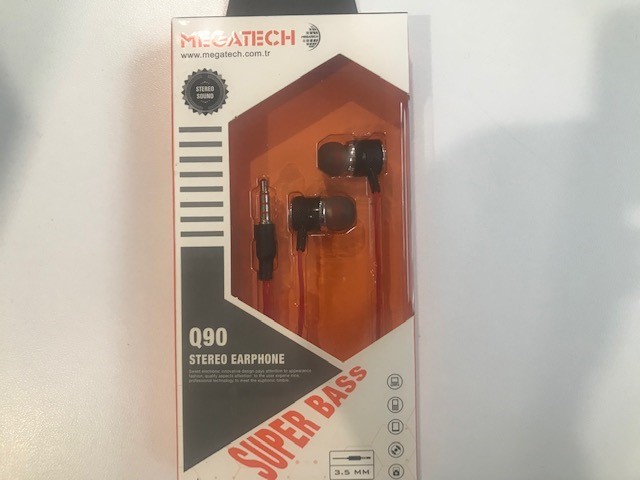 MEGATECH
www.megatech.com.tr
STEREO
SOUND
Q90
STEREO EARPHONE
SUPER BASS
3.5 MM